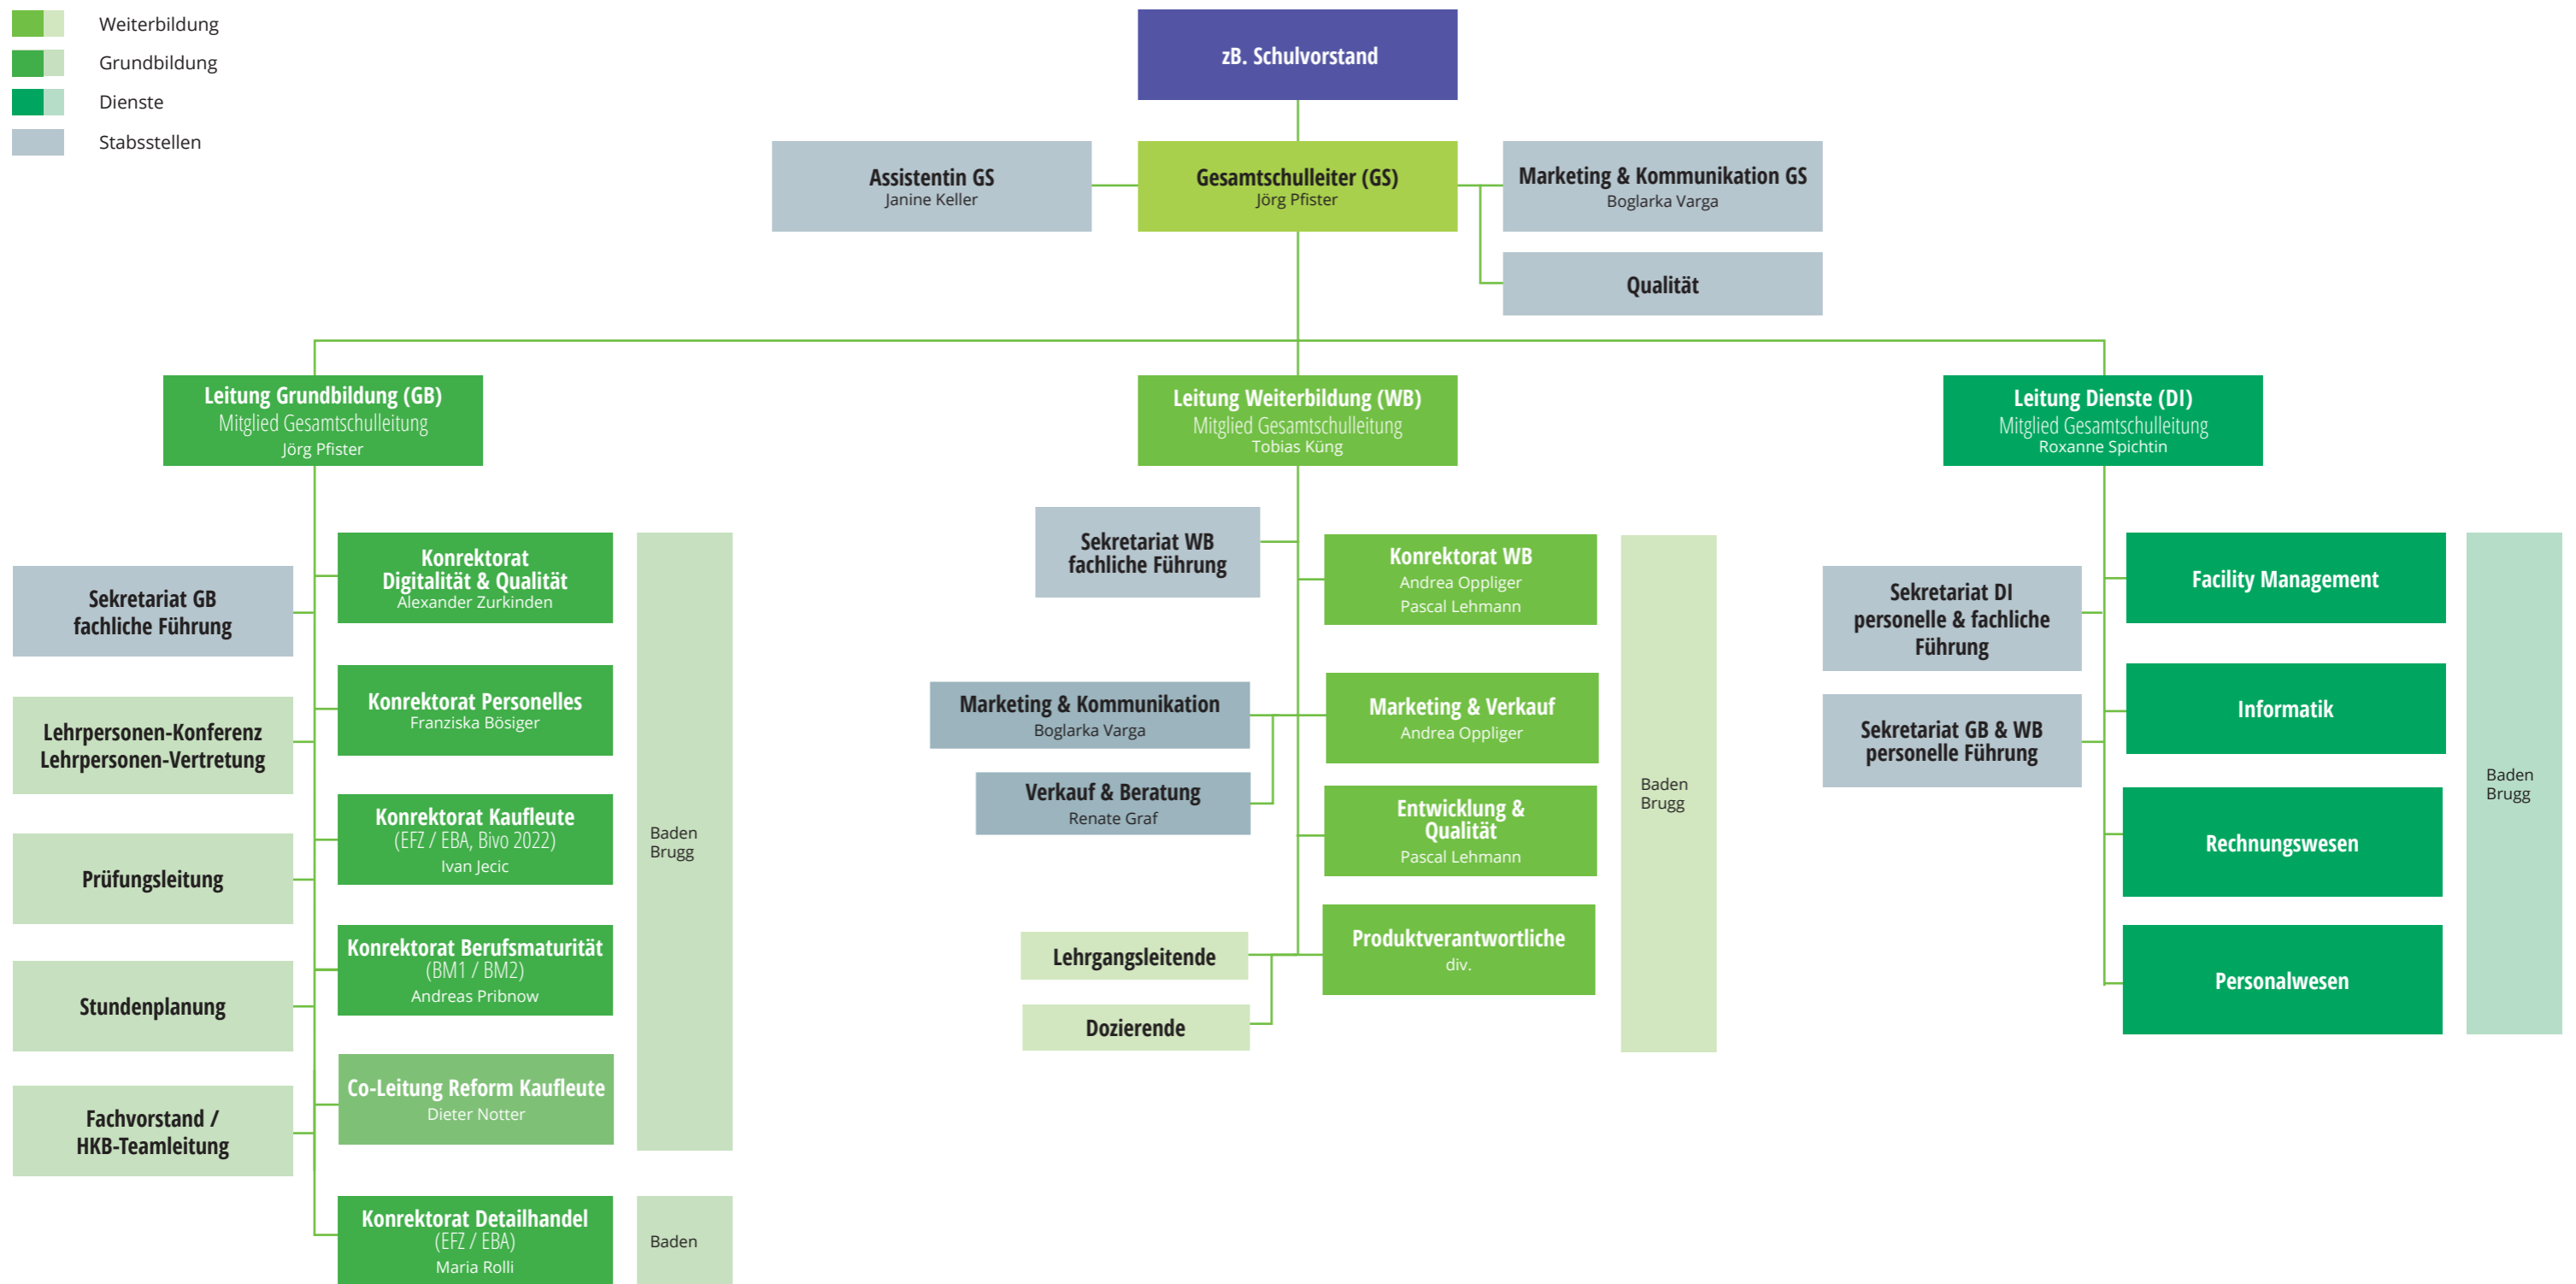 Weiterbildung
Grundbildung
Dienste
Stabsstellen
zB. Schulvorstand
Assistentin GS
Janine Keller
Gesamtschulleiter (GS)
Jörg Pfister
Marketing & Kommunikation GS
Boglarka Varga
Qualität
Leitung Grundbildung (GB)
Mitglied Gesamtschulleitung
Jörg Pfister
Leitung Weiterbildung (WB)
Mitglied Gesamtschulleitung
Tobias Küng
Leitung Dienste (DI)
Mitglied Gesamtschulleitung
Roxanne Spichtin
Sekretariat GB
fachliche Führung
Lehrpersonen-Konferenz
Lehrpersonen-Vertretung
Prüfungsleitung
Stundenplanung
Fachvorstand /
HKB-Teamleitung
Konrektorat
Digitalität & Qualität
Alexander Zurkinden
Konrektorat Personelles
Franziska Bösiger
Konrektorat Kaufleute
(EFZ / EBA, Bivo 2022)
Ivan Jecic
Konrektorat Berufsmaturität
(BM1 / BM2)
Andreas Pribnow
Co-Leitung Reform Kaufleute
Dieter Notter
Konrektorat Detailhandel
(EFZ / EBA)
Maria Rolli
Baden
Brugg
Baden
Sekretariat WB
fachliche Führung
Marketing & Kommunikation
Boglarka Varga
Verkauf & Beratung
Renate Graf
Lehrgangsleitende
Dozierende
Konrektorat WB
Andrea Oppliger
Pascal Lehmann
Marketing & Verkauf
Andrea Oppliger
Entwicklung &
Qualität
Pascal Lehmann
Produktverantwortliche
div.
Baden
Brugg
Sekretariat DI
personelle & fachliche
Führung
Sekretariat GB & WB
personelle Führung
Facility Management
Informatik
Rechnungswesen
Personalwesen
Baden
Brugg